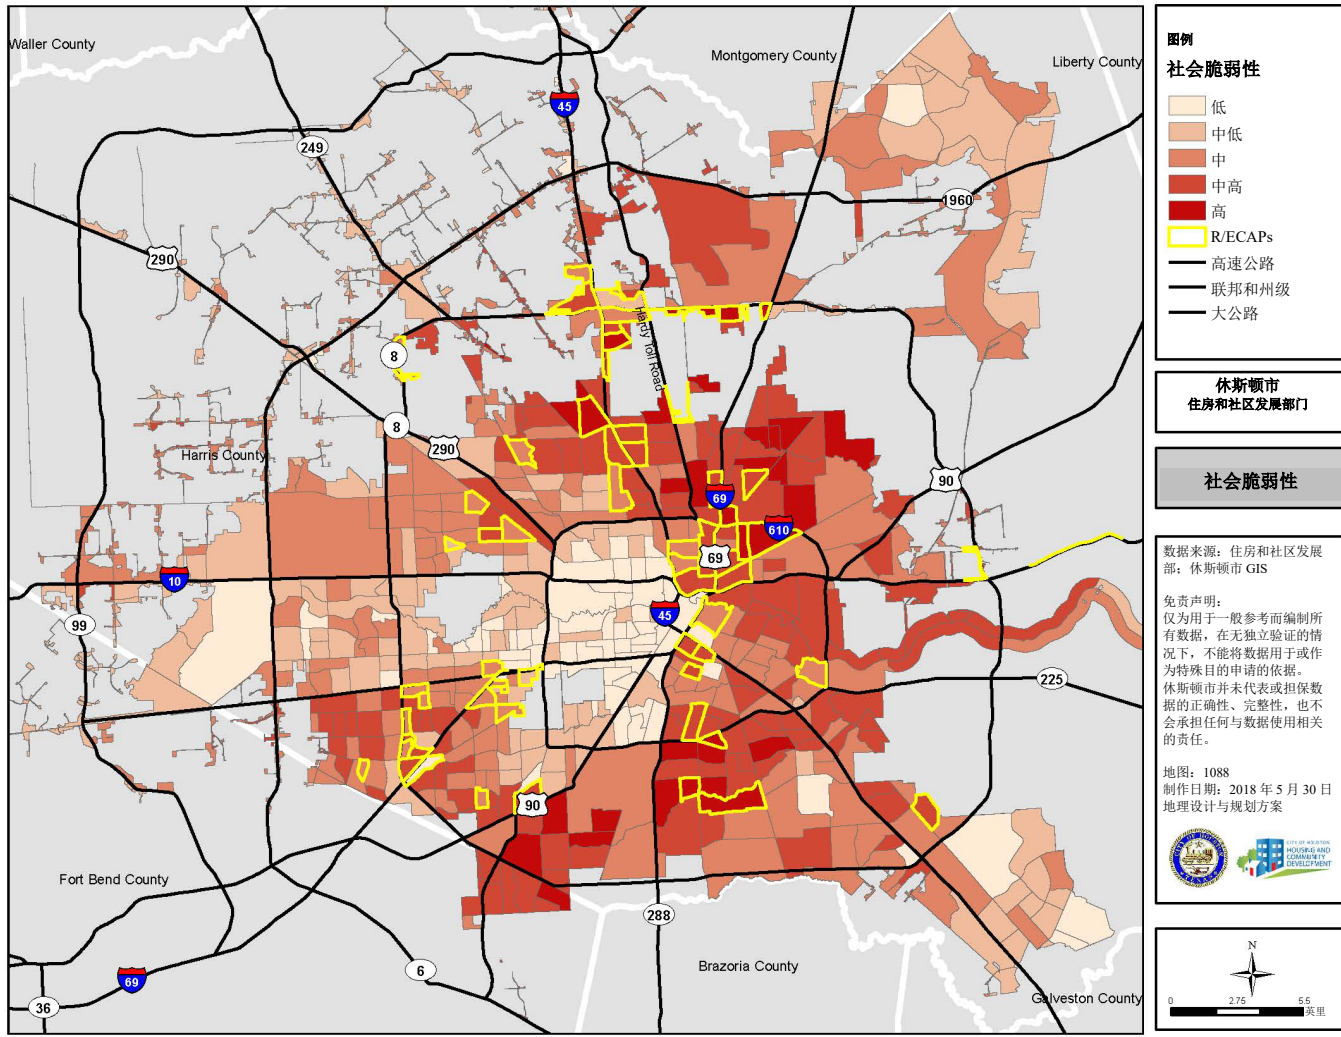 Waller County
Montgomery County
Liberty County
45
249
1960
290
Hardy Toll Road
8
8
290
Harris County
90
69
610
69
10
45
99
225
90
Fort Bend County
288
Brazoria County
6
69
36
Galveston County
图例
社会脆弱性
低
中低
中
中高
高
R/ECAPs
高速公路
联邦和州级
大公路
休斯顿市
住房和社区发展部门
社会脆弱性
数据来源：住房和社区发展
部；休斯顿市 GIS
免责声明：
仅为用于一般参考而编制所
有数据，在无独立验证的情
况下，不能将数据用于或作
为特殊目的申请的依据。
休斯顿市并未代表或担保数
据的正确性、完整性，也不
会承担任何与数据使用相关
的责任。
地图：1088
制作日期：2018 年 5 月 30 日
地理设计与规划方案
CITY OF HOUSTON
HOUSING AND
COMMUNITY
DEVELOPMENT
N
0 2.75 5.5
英里